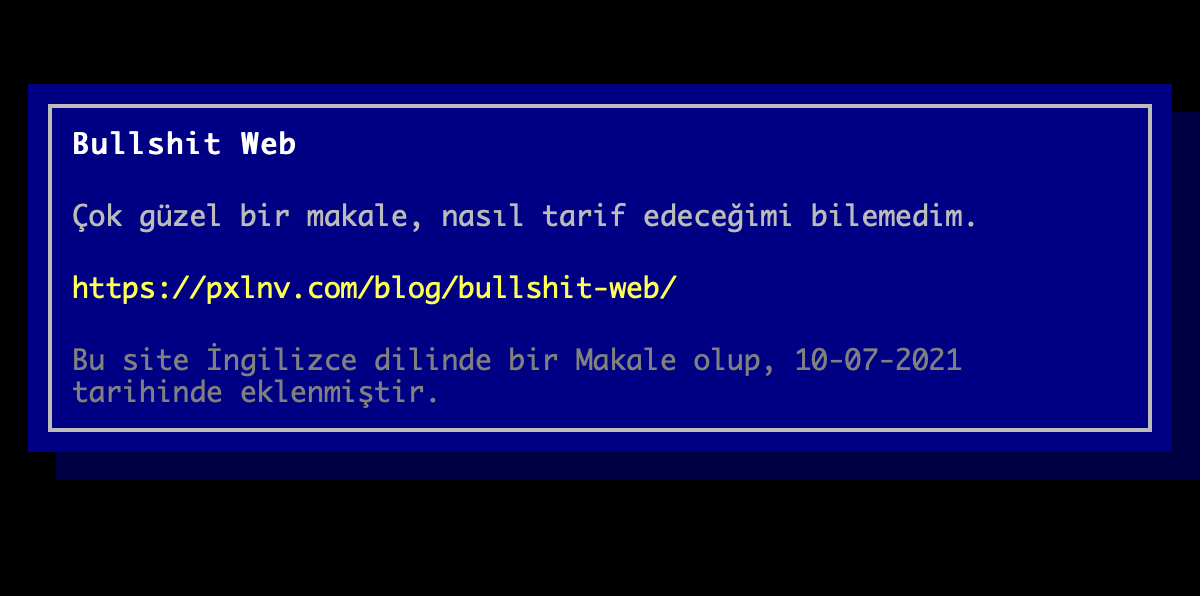 Bullshit Web
Çok güzel bir makale, nasıl tarif edeceğimi bilemedim.
https://pxlnv.com/blog/bullshit-web/
Bu site İngilizce dilinde bir Makale olup, 10-07-2021
tarihinde eklenmiştir.